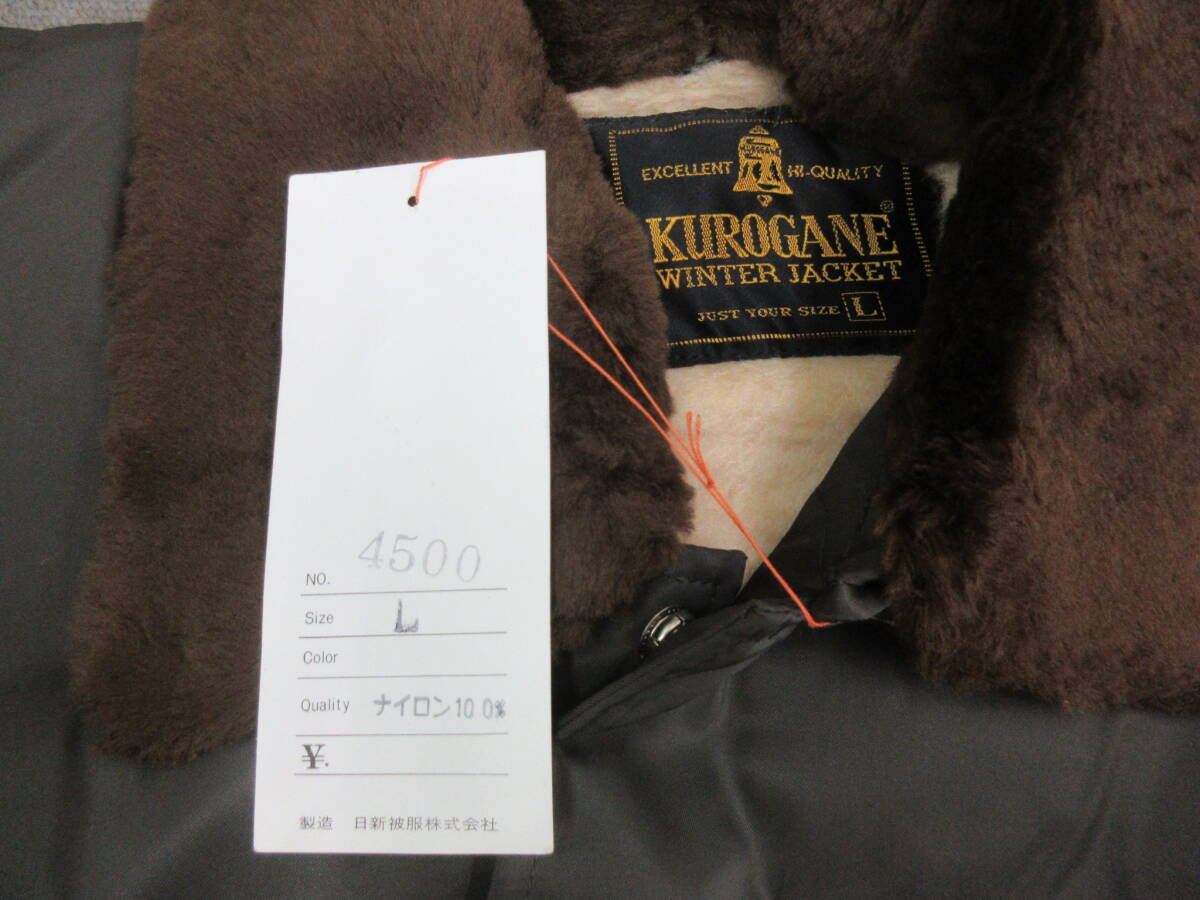 KUROGANE
EXCELLENT HI-QUALITY
KUROGANE®
WINTER JACKET
JUST YOUR SIZE L
NO. 4500
Size L
Color
Quality ナイロン100%
¥.
製造 日新被服株式会社